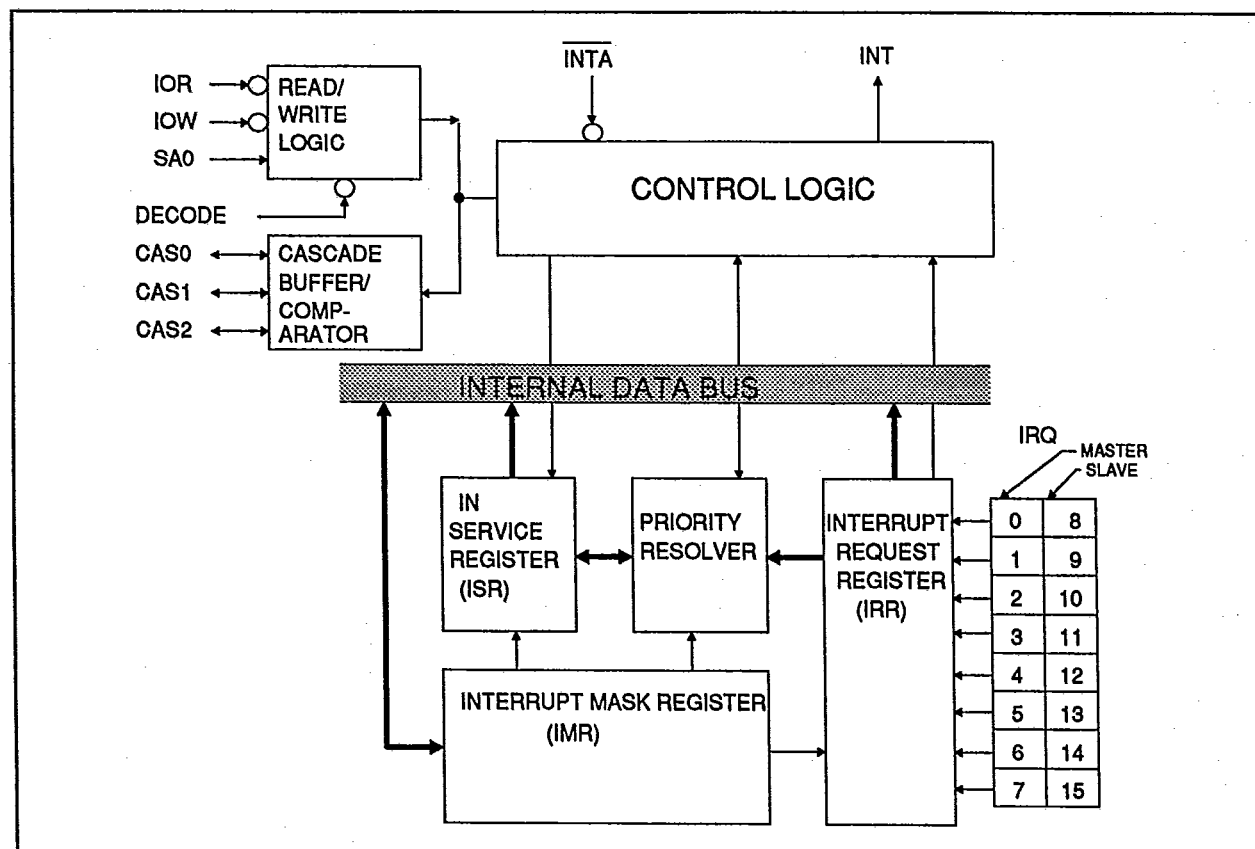 IOR
IOW
SA0
DECODE
READ/
WRITE
LOGIC
INTA
INT
CONTROL LOGIC
CAS0
CAS1
CAS2
CASCADE
BUFFER/
COMP-
ARATOR
INTERNAL DATA BUS
IN
SERVICE
REGISTER
(ISR)
PRIORITY
RESOLVER
INTERRUPT
REQUEST
REGISTER
(IRR)
INTERRUPT MASK REGISTER
(IMR)
IRQ
MASTER
SLAVE
0 8
1 9
2 10
3 11
4 12
5 13
6 14
7 15